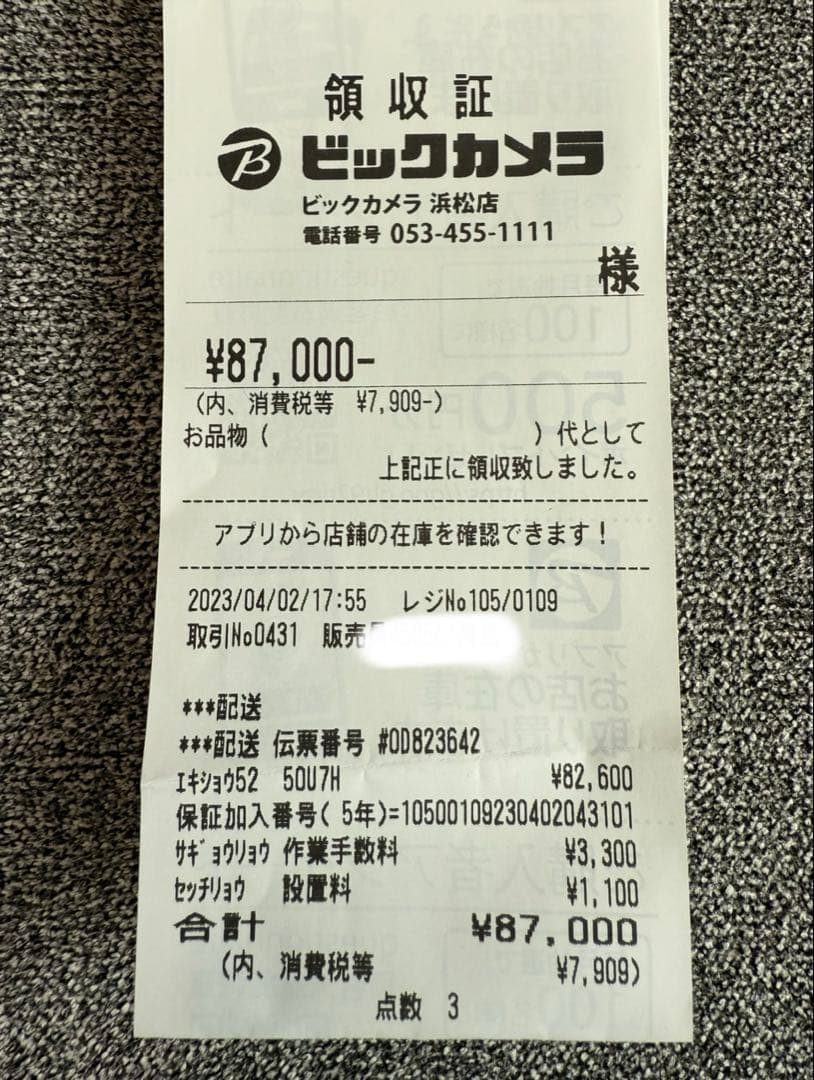 領収証
ビックカメラ
ビックカメラ 浜松店
電話番号 053-455-1111
様
¥87,000-
(内、消費税等 ¥7,909-)
お品物( )代として
上記正に領収致しました。
アプリから店舗の在庫を確認できます!
2023/04/02/17:55 レジNo105/0109
取引No0431 販売
***配送
***配送 伝票番号 #OD823642
ｴｷｼｮｳ52 50U7H ¥82,600
保証加入番号( 5年)=10500109230402043101
ｻｷﾞｮｳﾘｮｳ 作業手数料 ¥3,300
ｾｯﾁﾘｮｳ 設置料 ¥1,100
合計 ¥87,000
(内、消費税等 ¥7,909)
点数 3